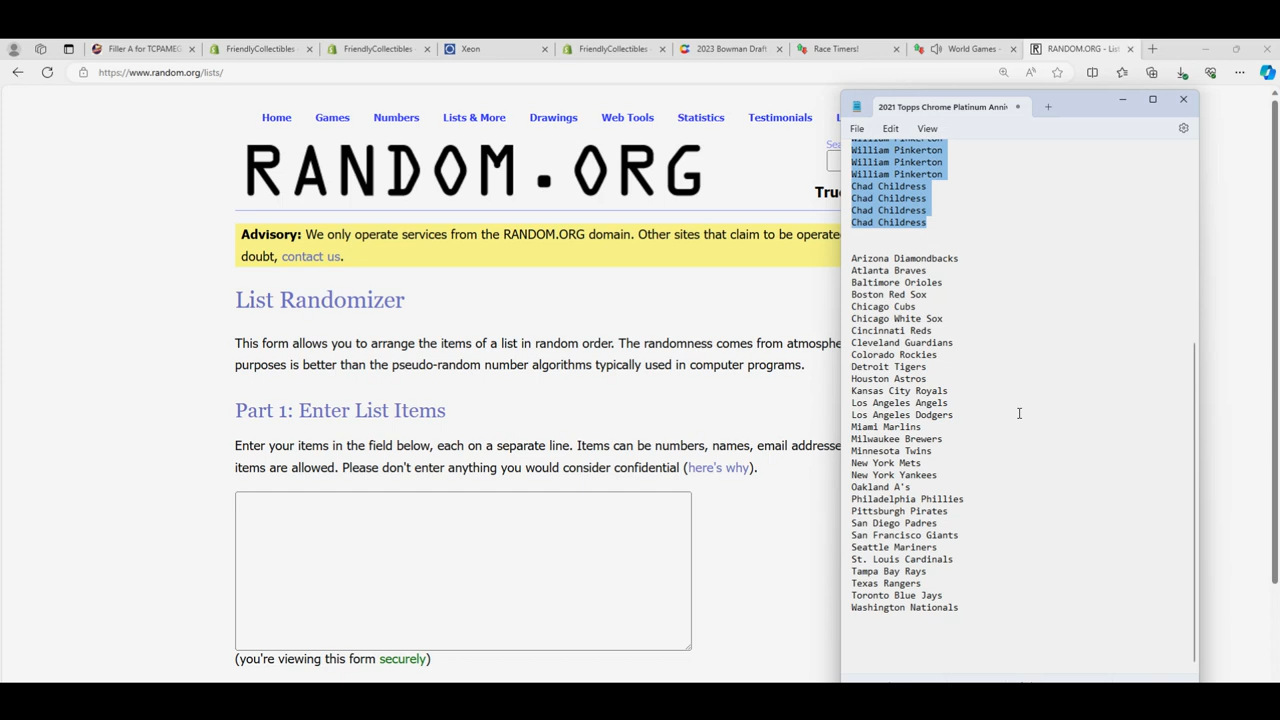 Filler A for TCPAMEG
FriendlyCollectibles
FriendlyCollectibles
Xeon
FriendlyCollectibles
2023 Bowman Draft
Race Timers!
World Games -
RANDOM.ORG - List
https://www.random.org/lists/
Home
Games
Numbers
Lists & More
Drawings
Web Tools
Statistics
Testimonials
L
Sea
RANDOM.ORG
Tru
Advisory: We only operate services from the RANDOM.ORG domain. Other sites that claim to be operate
doubt, contact us.
List Randomizer
This form allows you to arrange the items of a list in random order. The randomness comes from atmosphe
purposes is better than the pseudo-random number algorithms typically used in computer programs.
Part 1: Enter List Items
Enter your items in the field below, each on a separate line. Items can be numbers, names, email addresse
items are allowed. Please don't enter anything you would consider confidential (here's why).
(you're viewing this form securely)
2021 Topps Chrome Platinum Anni
File
Edit
View
William Pinkerton
William Pinkerton
William Pinkerton
William Pinkerton
Chad Childress
Chad Childress
Chad Childress
Chad Childress
Arizona Diamondbacks
Atlanta Braves
Baltimore Orioles
Boston Red Sox
Chicago Cubs
Chicago White Sox
Cincinnati Reds
Cleveland Guardians
Colorado Rockies
Detroit Tigers
Houston Astros
Kansas City Royals
Los Angeles Angels
Los Angeles Dodgers
Miami Marlins
Milwaukee Brewers
Minnesota Twins
New York Mets
New York Yankees
Oakland A's
Philadelphia Phillies
Pittsburgh Pirates
San Diego Padres
San Francisco Giants
Seattle Mariners
St. Louis Cardinals
Tampa Bay Rays
Texas Rangers
Toronto Blue Jays
Washington Nationals